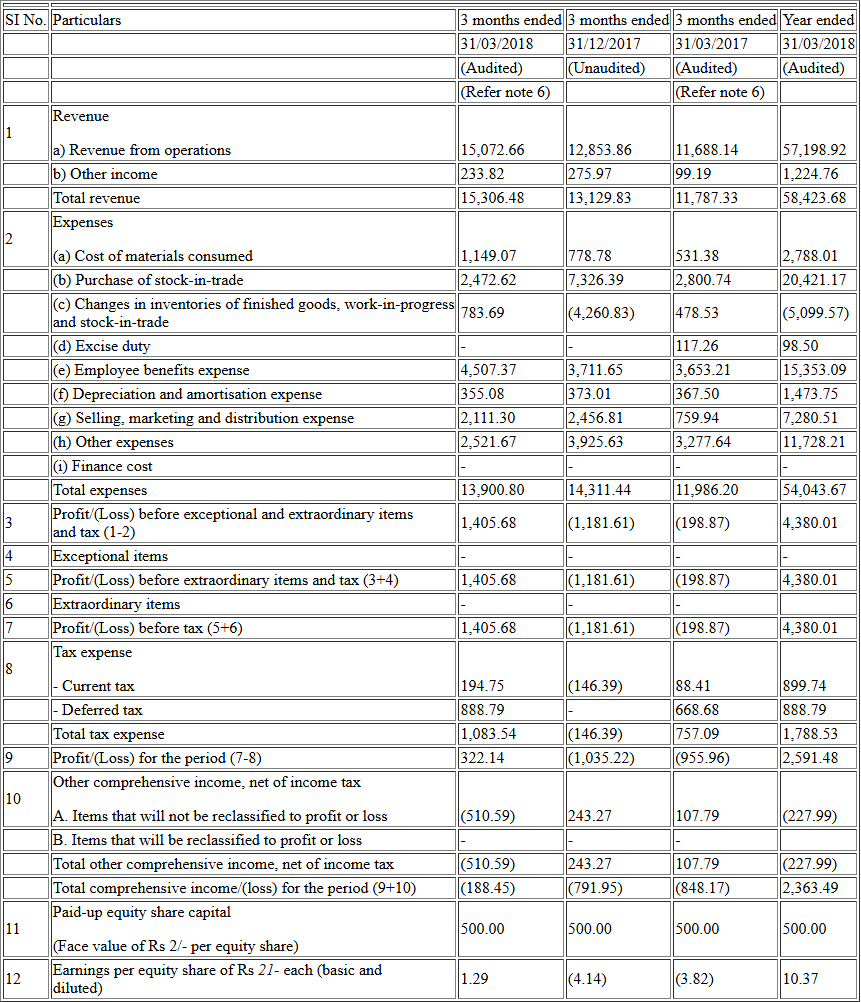 SI No. Particulars 3 months ended 3 months ended 3 months ended Year ended
31/03/2018 31/12/2017 31/03/2017 31/03/2018
(Audited) (Unaudited) (Audited) (Audited)
(Refer note 6) (Refer note 6)
1 Revenue
a) Revenue from operations 15,072.66 12,853.86 11,688.14 57,198.92
b) Other income 233.82 275.97 99.19 1,224.76
Total revenue 15,306.48 13,129.83 11,787.33 58,423.68
2 Expenses
(a) Cost of materials consumed 1,149.07 778.78 531.38 2,788.01
(b) Purchase of stock-in-trade 2,472.62 7,326.39 2,800.74 20,421.17
(c) Changes in inventories of finished goods, work-in-progress
and stock-in-trade 783.69 (4,260.83) 478.53 (5,099.57)
(d) Excise duty - - 117.26 98.50
(e) Employee benefits expense 4,507.37 3,711.65 3,653.21 15,353.09
(f) Depreciation and amortisation expense 355.08 373.01 367.50 1,473.75
(g) Selling, marketing and distribution expense 2,111.30 2,456.81 759.94 7,280.51
(h) Other expenses 2,521.67 3,925.63 3,277.64 11,728.21
(i) Finance cost - - - -
Total expenses 13,900.80 14,311.44 11,986.20 54,043.67
3 Profit/(Loss) before exceptional and extraordinary items
and tax (1-2) 1,405.68 (1,181.61) (198.87) 4,380.01
4 Exceptional items - - - -
5 Profit/(Loss) before extraordinary items and tax (3+4) 1,405.68 (1,181.61) (198.87) 4,380.01
6 Extraordinary items - - -
7 Profit/(Loss) before tax (5+6) 1,405.68 (1,181.61) (198.87) 4,380.01
8 Tax expense
- Current tax 194.75 (146.39) 88.41 899.74
- Deferred tax 888.79 - 668.68 888.79
Total tax expense 1,083.54 (146.39) 757.09 1,788.53
9 Profit/(Loss) for the period (7-8) 322.14 (1,035.22) (955.96) 2,591.48
10 Other comprehensive income, net of income tax
A. Items that will not be reclassified to profit or loss (510.59) 243.27 107.79 (227.99)
B. Items that will be reclassified to profit or loss - - -
Total other comprehensive income, net of income tax (510.59) 243.27 107.79 (227.99)
Total comprehensive income/(loss) for the period (9+10) (188.45) (791.95) (848.17) 2,363.49
11 Paid-up equity share capital
(Face value of Rs 2/- per equity share) 500.00 500.00 500.00 500.00
12 Earnings per equity share of Rs 21- each (basic and
diluted) 1.29 (4.14) (3.82) 10.37